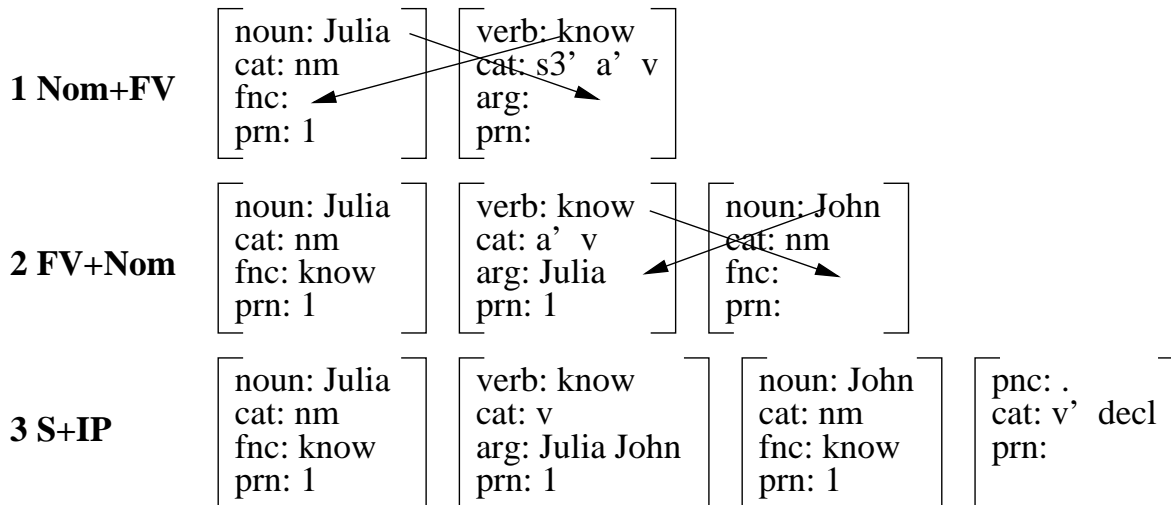 noun: Julia verb: know
cat: nm cat: s3’ a’ v
1 Nom+FV
fnc: arg:
prn: 1 prn:
noun: Julia verb: know noun: John
cat: nm cat: a’ v cat: nm
2 FV+Nom
fnc: know arg: Julia fnc:
prn: 1 prn: 1 prn:
noun: Julia verb: know noun: John pnc: .
cat: nm cat: v cat: nm cat: v’ decl
3 S+IP
fnc: know arg: Julia John fnc: know prn:
prn: 1 prn: 1 prn: 1